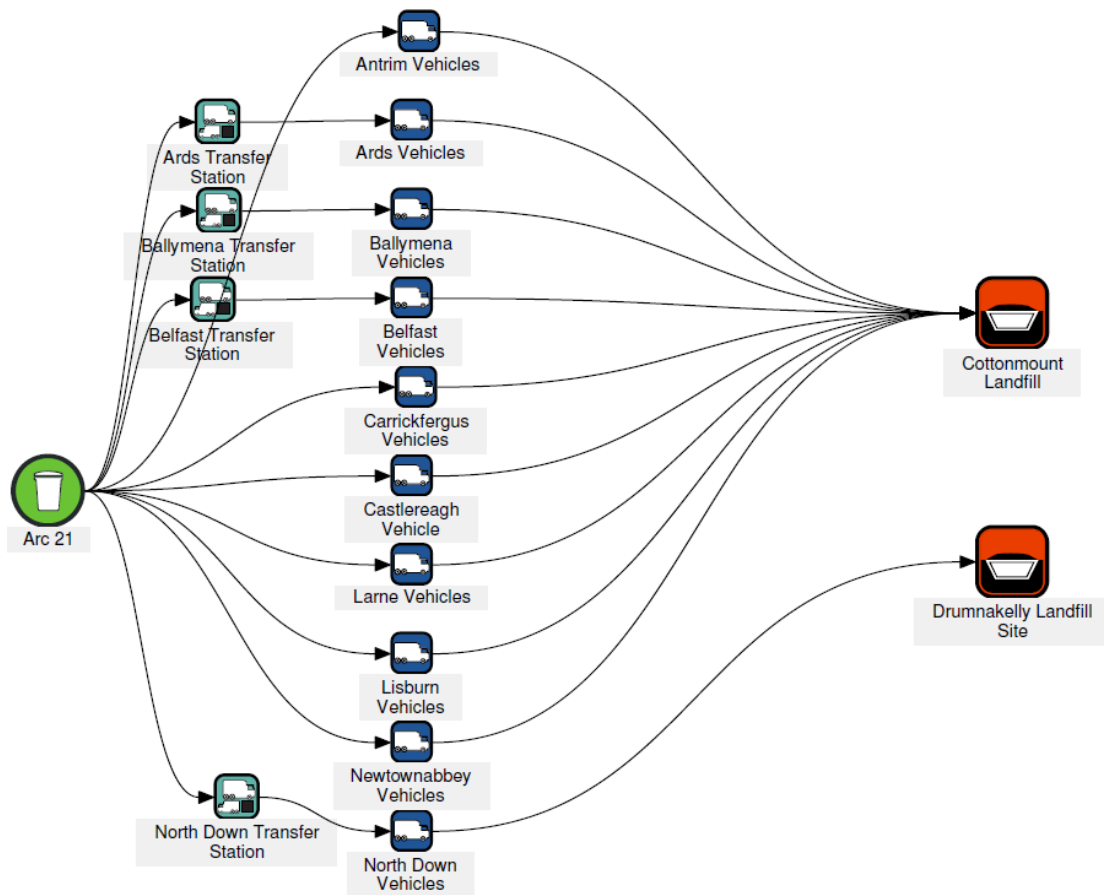 Antrim Vehicles
Ards Transfer
Station
Ards Vehicles
Ballymena Transfer
Station
Ballymena
Vehicles
Belfast Transfer
Station
Belfast
Vehicles
Cottonmount
Landfill
Carrickfergus
Vehicles
Castlereagh
Vehicle
Arc 21
Larne Vehicles
Drumnakelly Landfill
Site
Lisburn
Vehicles
Newtownabbey
Vehicles
North Down Transfer
Station
North Down
Vehicles